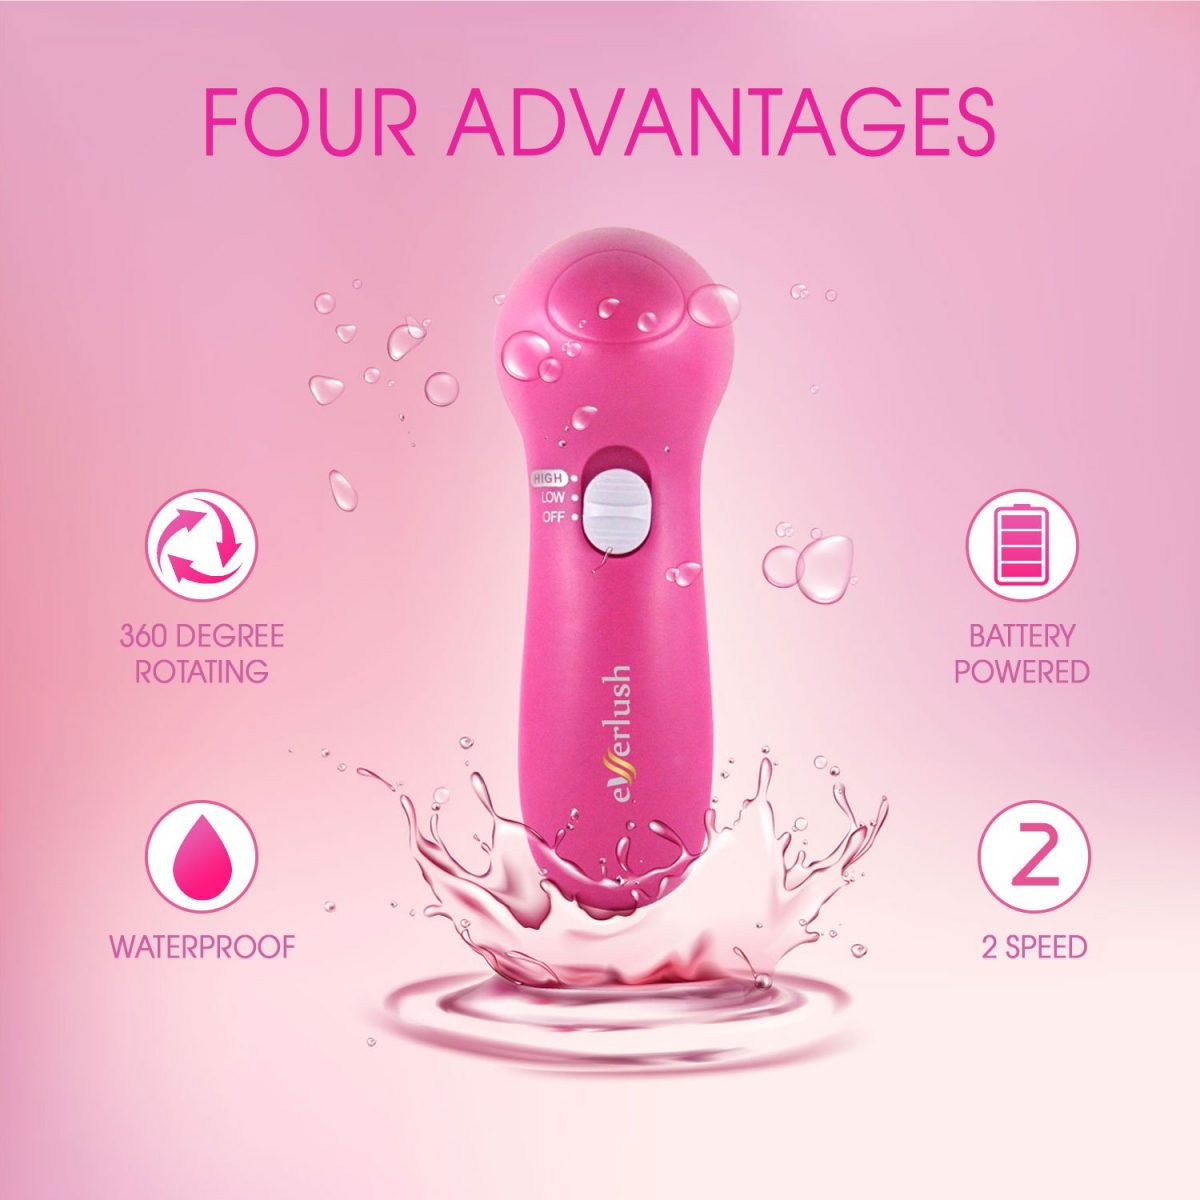 FOUR ADVANTAGES
HIGH
LOW
OFF
everlush
360 DEGREE
ROTATING
BATTERY
POWERED
WATERPROOF
2
2 SPEED